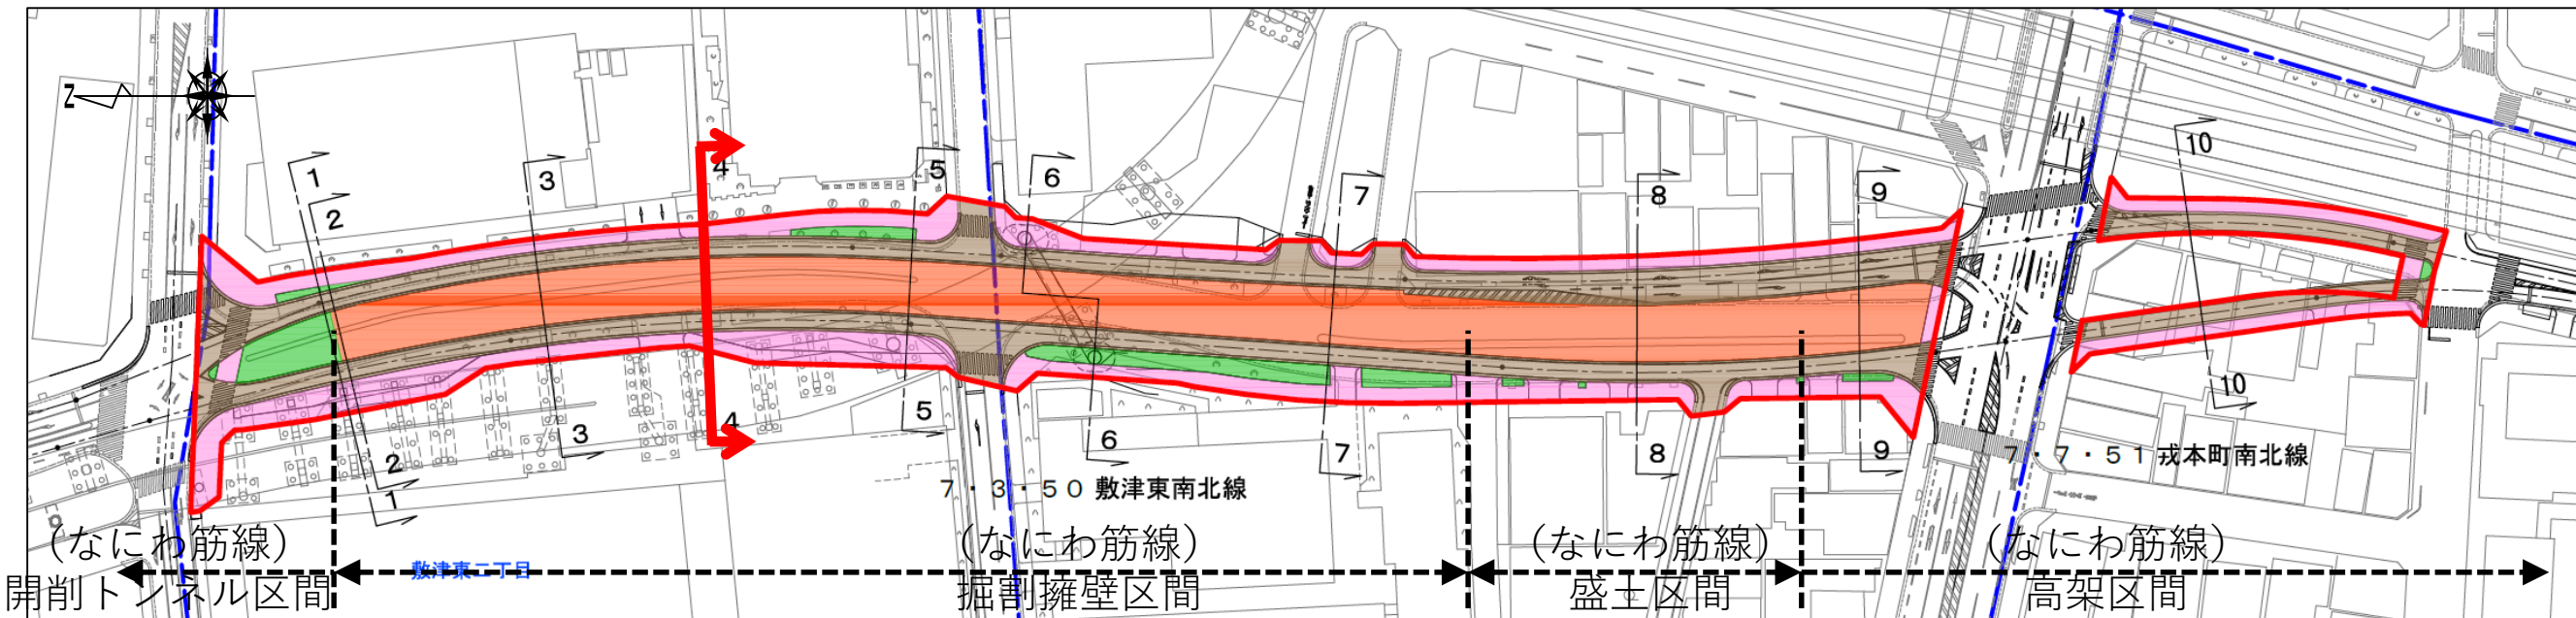 Z
1
2
3
4
5
6
7
8
9
10
1
2
3
4
5
6
7
8
9
10
7・3・50 敷津東南北線
7・7・51 戎本町南北線
敷津東二丁目
(なにわ筋線)
開削トンネル区間
(なにわ筋線)
掘割擁壁区間
(なにわ筋線)
盛土区間
(なにわ筋線)
高架区間